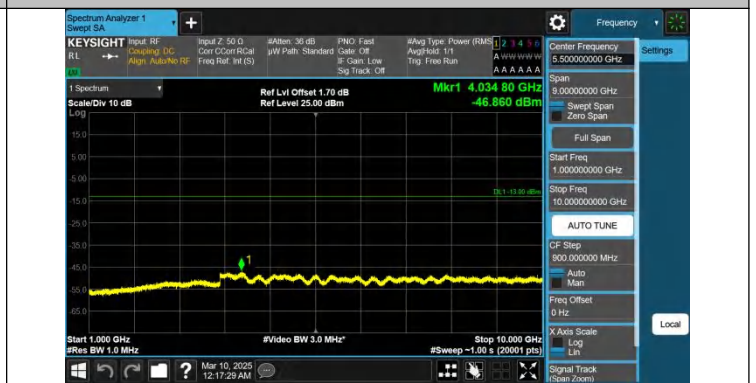 Spectrum Analyzer 1
Swept SA
Frequency
KEYSIGHT
RL
Input: RF
Coupling: DC
Align: Auto/No RF
Input Z: 50 Ω
Corr CCorr RCal
Freq Ref: Int (S)
#Atten: 36 dB
µW Path: Standard
PNO: Fast
Gate: Off
IF Gain: Low
Sig Track: Off
#Avg Type: Power (RMS)
Avg|Hold: 1/1
Trig: Free Run
1 2 3 4 5 6
A W W W W W
A A A A A A
1 Spectrum
Scale/Div 10 dB
Log
Ref Lvl Offset 1.70 dB
Ref Level 25.00 dBm
Mkr1 4.034 80 GHz
-46.860 dBm
15.0
5.00
-5.00
-15.0
-25.0
-35.0
-45.0
-55.0
-65.0
DL1 -13.00 dBm
1
Start 1.000 GHz
#Res BW 1.0 MHz
#Video BW 3.0 MHz*
Stop 10.000 GHz
#Sweep ~1.00 s (20001 pts)
Mar 10, 2025
12:17:29 AM
Center Frequency
5.500000000 GHz
Settings
Span
9.00000000 GHz
Swept Span
Zero Span
Full Span
Start Freq
1.000000000 GHz
Stop Freq
10.000000000 GHz
AUTO TUNE
CF Step
900.000000 MHz
Auto
Man
Freq Offset
0 Hz
X Axis Scale
Log
Lin
Local
Signal Track
(Span Zoom)